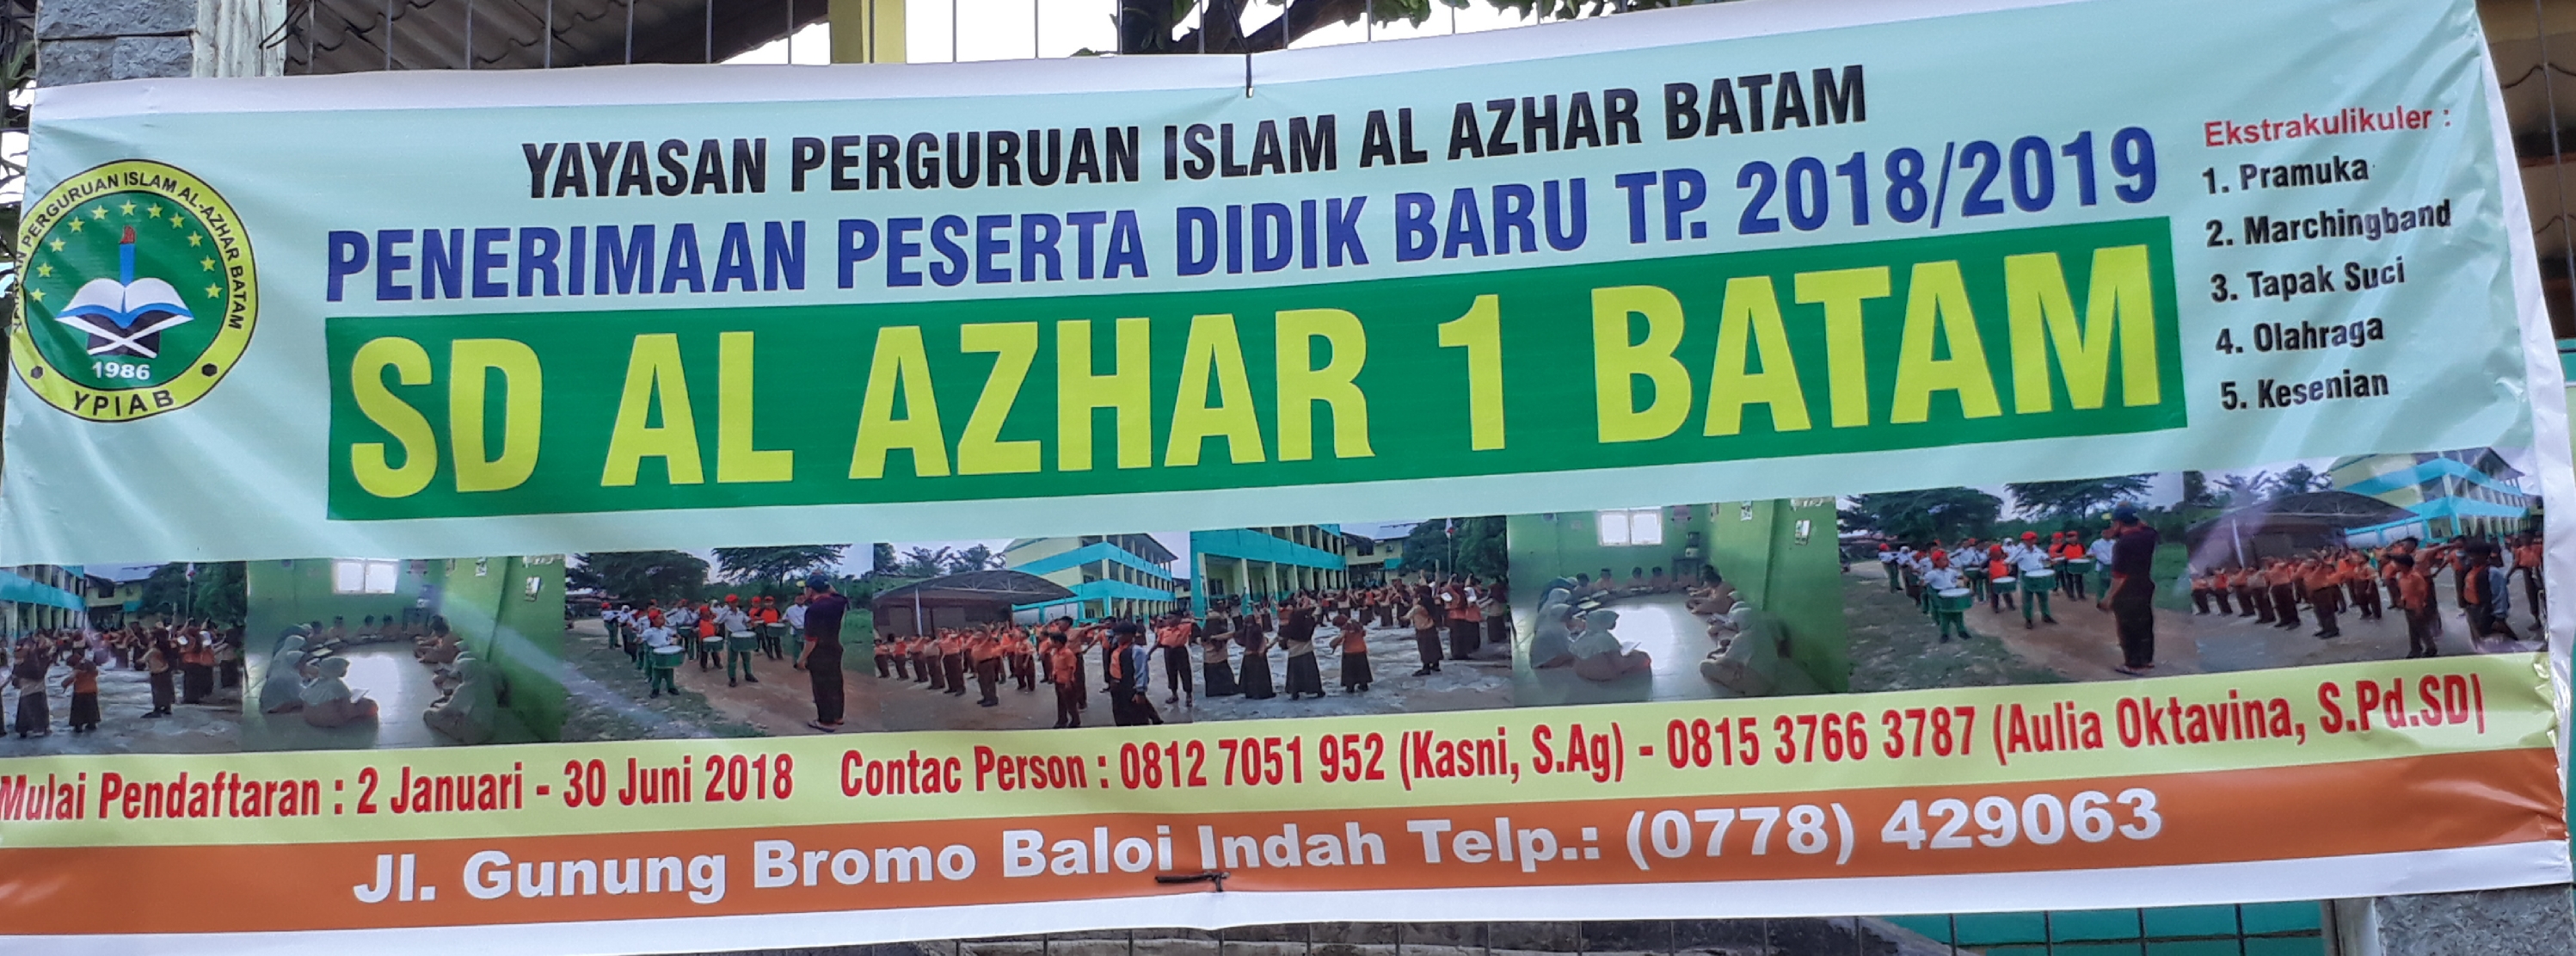 YAYASAN PERGURUAN ISLAM AL AZHAR BATAM
PENERIMAAN PESERTA DIDIK BARU TP. 2018/2019
SD AL AZHAR 1 BATAM
YAYASAN PERGURUAN ISLAM AL-AZHAR BATAM
1986
YPIAB
Ekstrakulikuler :
1. Pramuka
2. Marchingband
3. Tapak Suci
4. Olahraga
5. Kesenian
Mulai Pendaftaran : 2 Januari - 30 Juni 2018 Contac Person : 0812 7051 952 (Kasni, S.Ag) - 0815 3766 3787 (Aulia Oktavina, S.Pd.SD)
Jl. Gunung Bromo Baloi Indah Telp.: (0778) 429063